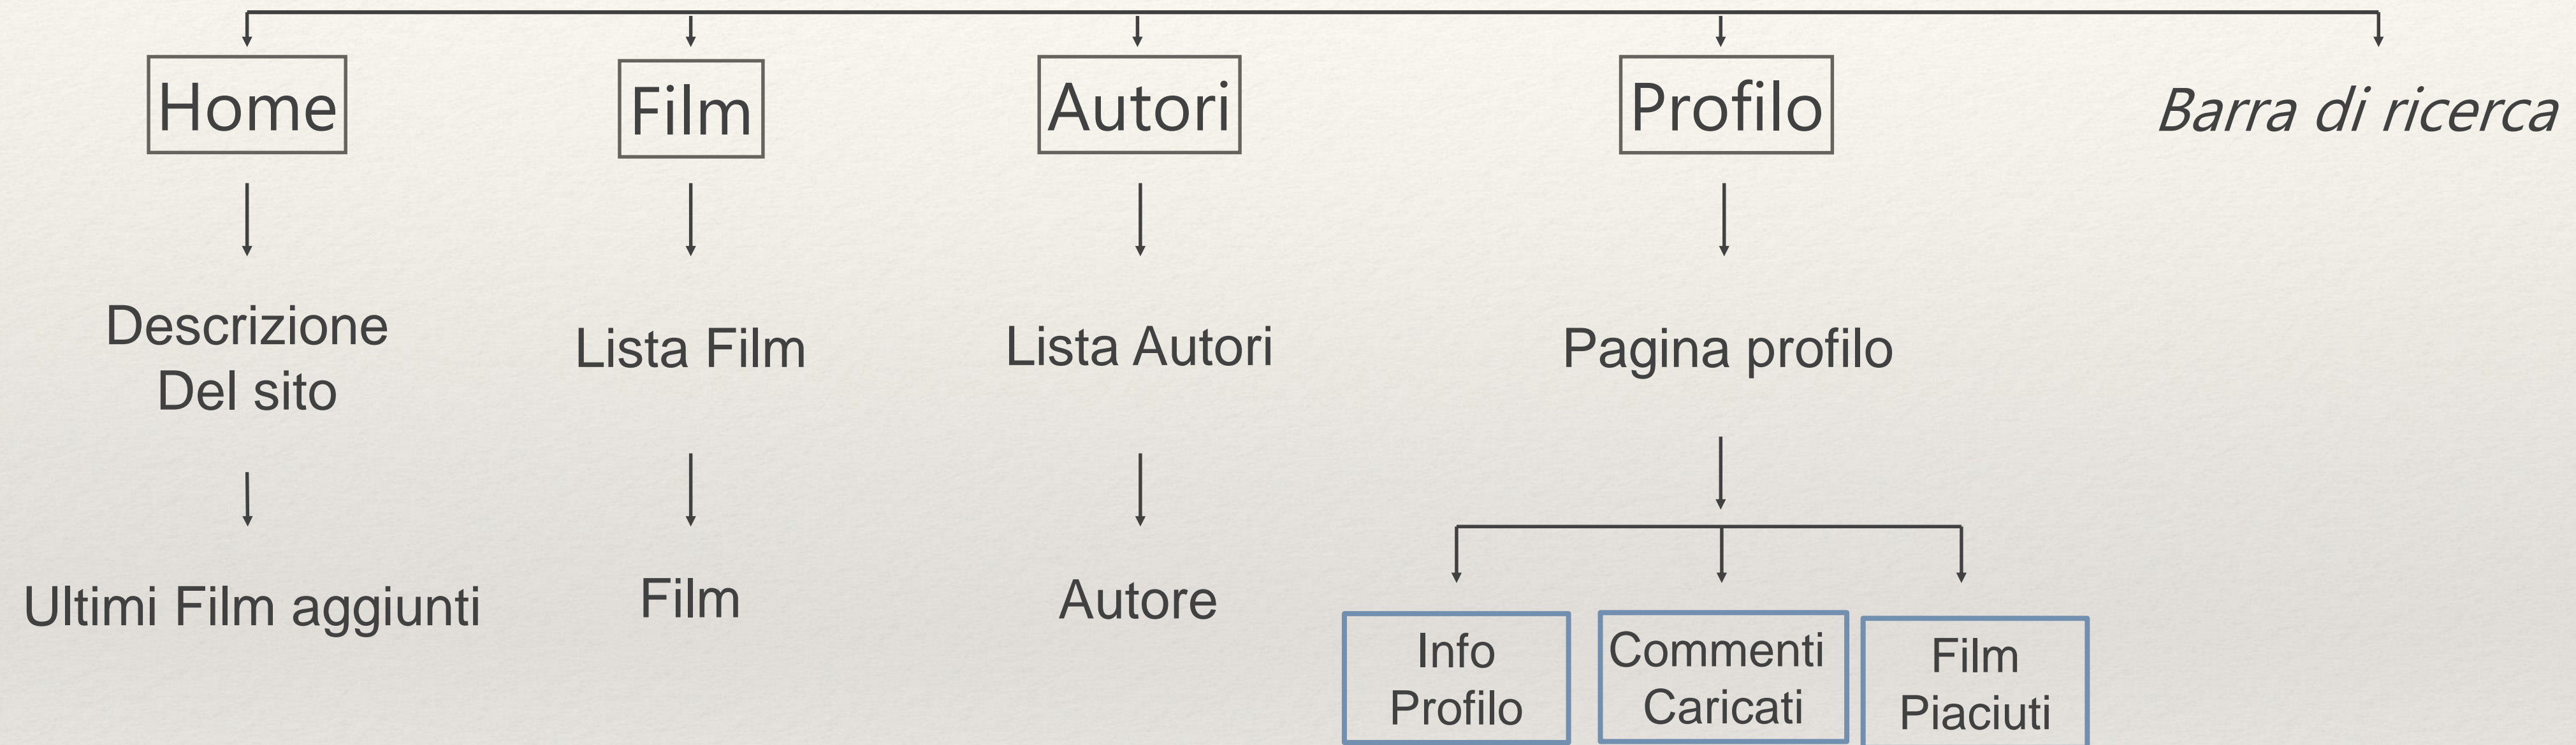 Home
Film
Autori
Profilo
Barra di ricerca
Descrizione
Del sito
Lista Film
Lista Autori
Pagina profilo
Ultimi Film aggiunti
Film
Autore
Info
Profilo
Commenti
Caricati
Film
Piaciuti